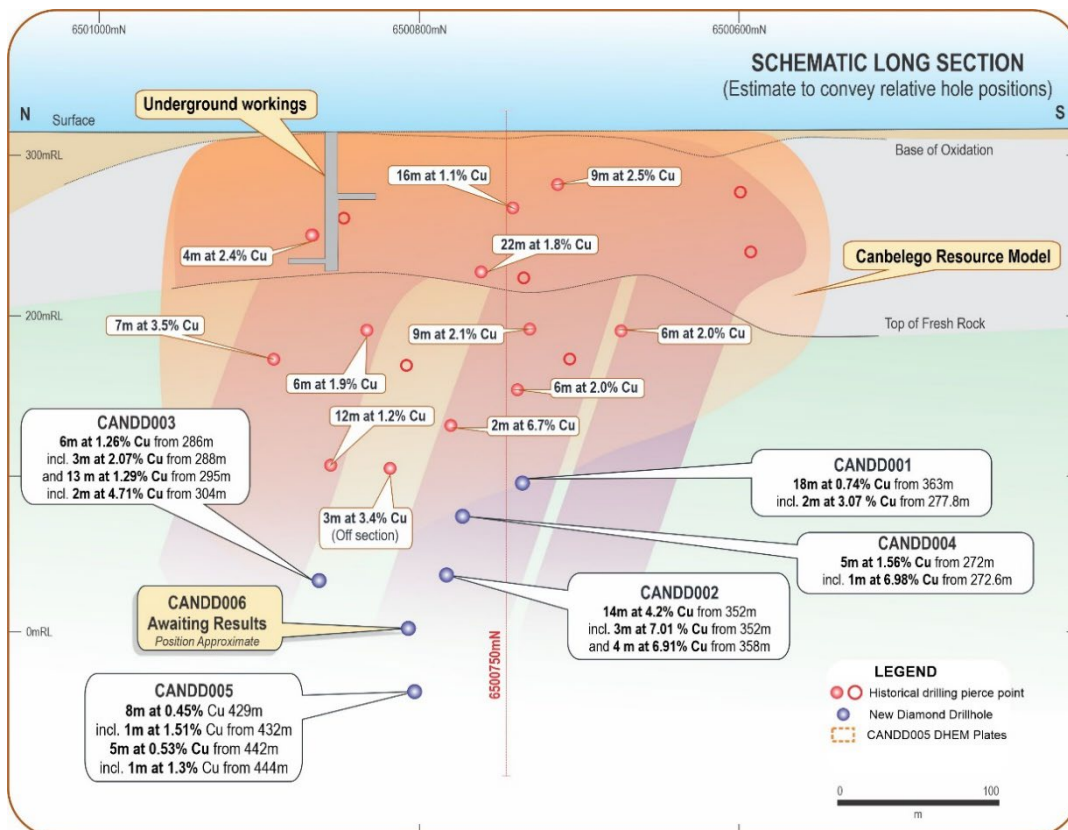 6501000mN
6500800mN
6500600mN
SCHEMATIC LONG SECTION
(Estimate to convey relative hole positions)
Underground workings
N
Surface
S
300mRL
Base of Oxidation
16m at 1.1% Cu
9m at 2.5% Cu
4m at 2.4% Cu
22m at 1.8% Cu
Canbelego Resource Model
200mRL
7m at 3.5% Cu
9m at 2.1% Cu
6m at 2.0% Cu
Top of Fresh Rock
6m at 1.9% Cu
6m at 2.0% Cu
12m at 1.2% Cu
2m at 6.7% Cu
CANDD003
6m at 1.26% Cu from 286m
incl. 3m at 2.07% Cu from 288m
and 13 m at 1.29% Cu from 295m
incl. 2m at 4.71% Cu from 304m
3m at 3.4% Cu
(Off section)
CANDD001
18m at 0.74% Cu from 363m
incl. 2m at 3.07 % Cu from 277.8m
CANDD004
5m at 1.56% Cu from 272m
incl. 1m at 6.98% Cu from 272.6m
CANDD006
Awaiting Results
Position Approximate
CANDD002
14m at 4.2% Cu from 352m
incl. 3m at 7.01 % Cu from 352m
and 4 m at 6.91% Cu from 358m
0mRL
6500750mN
CANDD005
8m at 0.45% Cu 429m
incl. 1m at 1.51% Cu from 432m
5m at 0.53% Cu from 442m
incl. 1m at 1.3% Cu from 444m
LEGEND
Historical drilling pierce point
New Diamond Drillhole
CANDD005 DHEM Plates
0
100
m